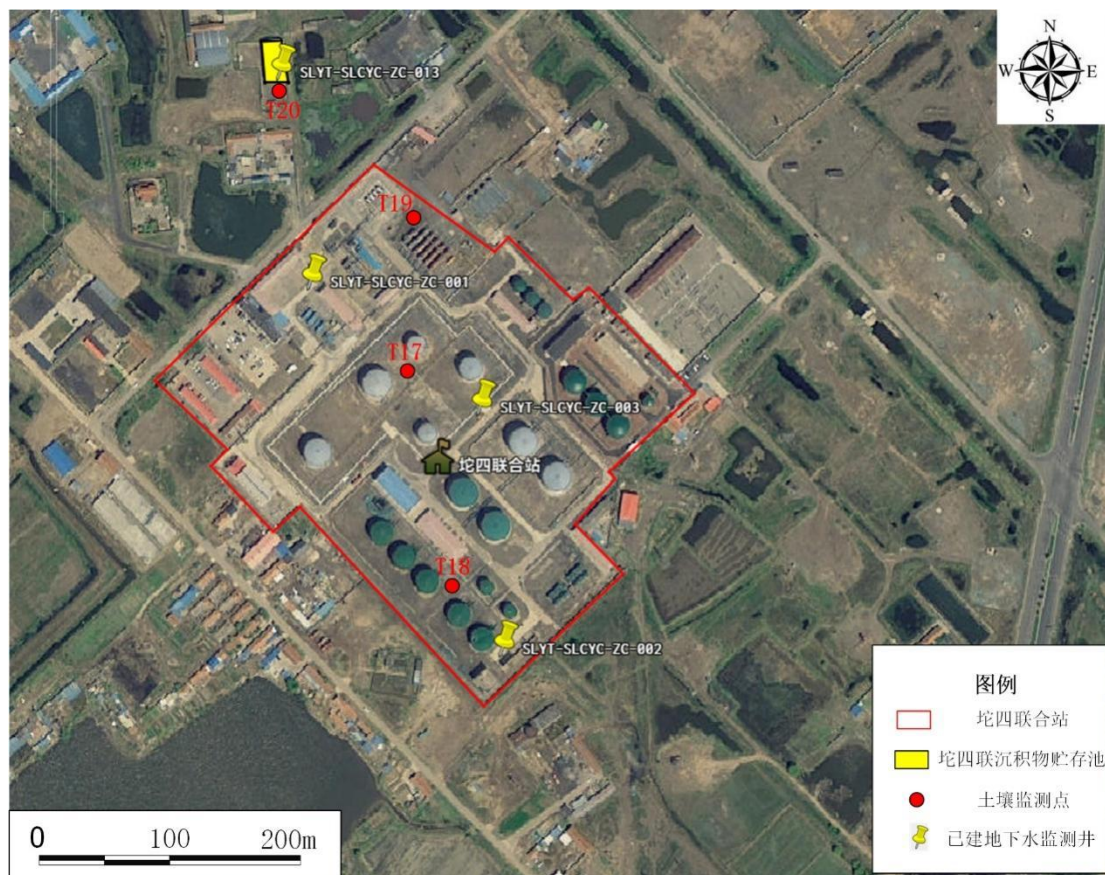 N
W E
S
SLYT-SLCYC-ZC-013
T20
T19
SLYT-SLCYC-ZC-001
T17
SLYT-SLCYC-ZC-003
坨四联合站
T18
SLYT-SLCYC-ZC-002
图例
坨四联合站
坨四联沉积物贮存池
土壤监测点
已建地下水监测井
0 100 200m